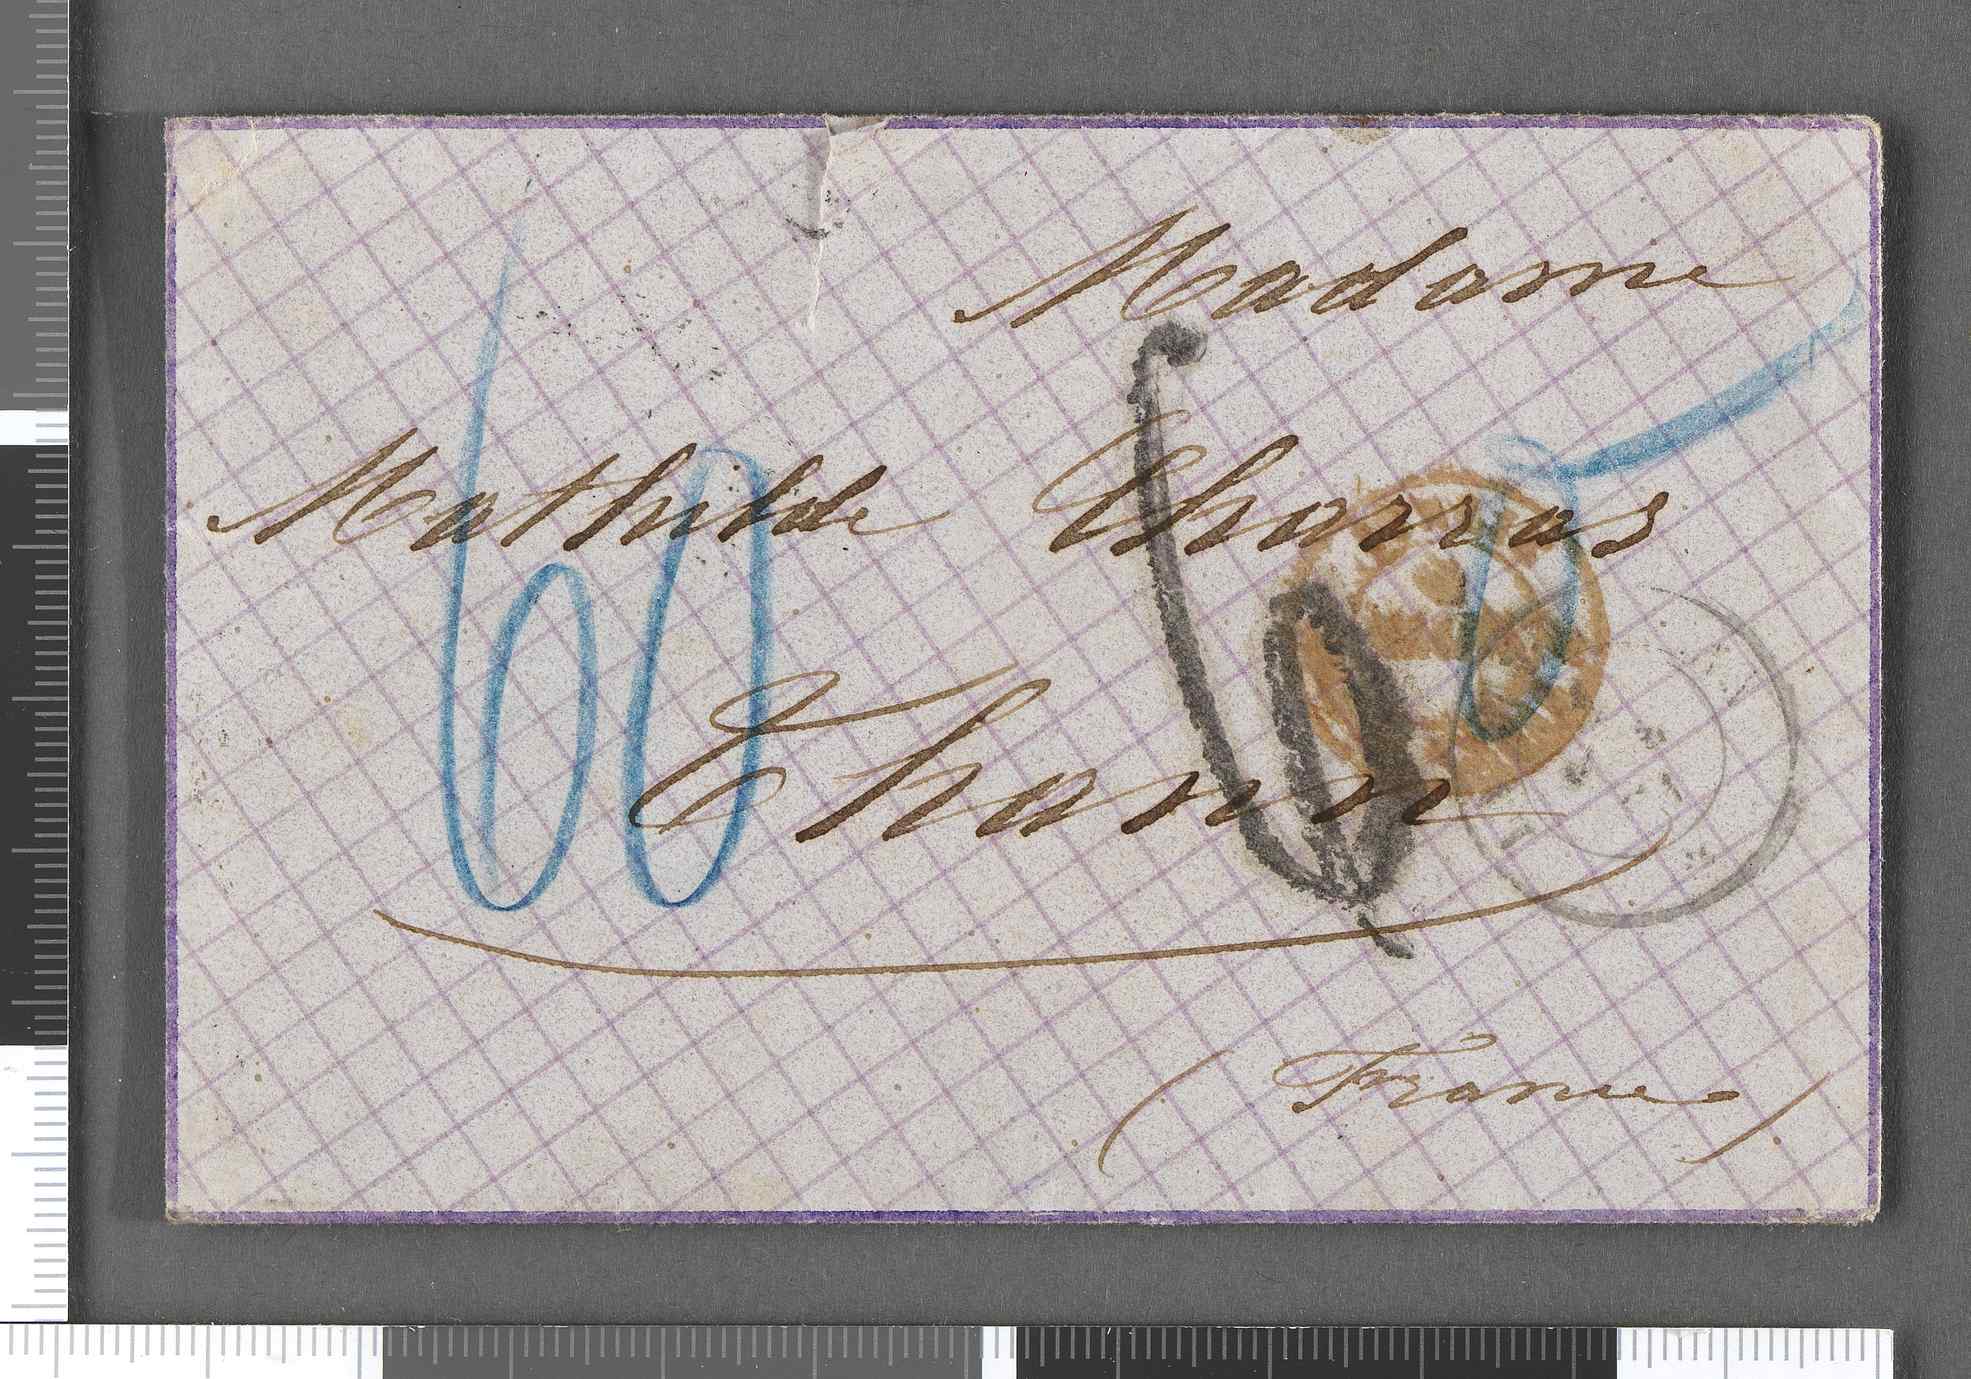 Madame
Mathilde Charras
Thann
(France)
60
6